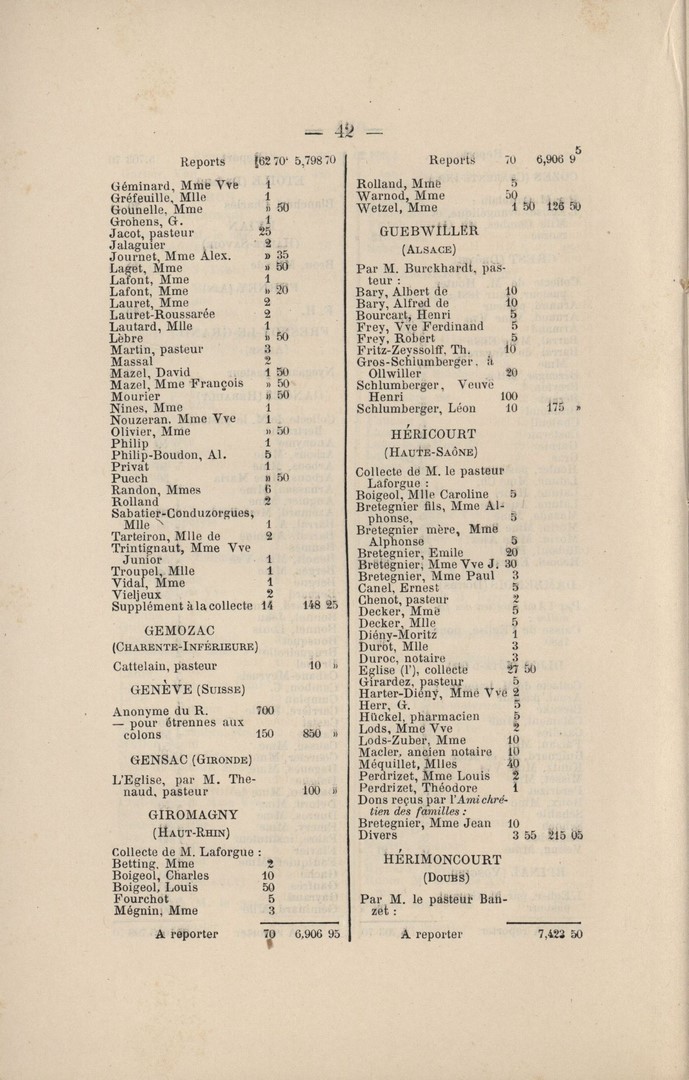 — 42 —
Reports 62 70 5,798 70
Géminard, Mme Vve 1
Gréfeuille, Mlle 1
Gounelle, Mme » 50
Grohens, G. 1
Jacot, pasteur 25
Jalaguier 2
Journet, Mme Alex. » 35
Laget, Mme » 50
Lafont, Mme 1
Lafont, Mme » 20
Lauret, Mme 2
Lauret-Roussarée 2
Lautard, Mlle 1
Lèbre » 50
Martin, pasteur 3
Massal 2
Mazel, David 1 50
Mazel, Mme François » 50
Mourier » 50
Nines, Mme 1
Nouzeran, Mme Vve 1
Olivier, Mme » 50
Philip 1
Philip-Boudon, Al. 5
Privat 1
Puech » 50
Randon, Mmes 6
Rolland 2
Sabatier-Conduzorgues,
Mlle 1
Tarteiron, Mlle de 2
Trintignaut, Mme Vve
Junior 1
Troupel, Mlle 1
Vidal, Mme 1
Vieljeux 2
Supplément à la collecte 14 148 25
GEMOZAC
(CHARENTE-INFÉRIEURE)
Cattelain, pasteur 10 »
GENÈVE (SUISSE)
Anonyme du R. 700
— pour étrennes aux
colons 150 850 »
GENSAC (GIRONDE)
L'Eglise, par M. The-
naud, pasteur 100 »
GIROMAGNY
(HAUT-RHIN)
Collecte de M. Laforgue :
Betting, Mme 2
Boigeol, Charles 10
Boigeol, Louis 50
Fourchot 5
Mégnin, Mme 3
A reporter 70 6,906 95
Reports 70 6,906 95
Rolland, Mme 5
Warnod, Mme 50
Wetzel, Mme 1 50 126 50
GUEBWILLER
(ALSACE)
Par M. Burckhardt, pas-
teur :
Bary, Albert de 10
Bary, Alfred de 10
Bourcart, Henri 5
Frey, Vve Ferdinand 5
Frey, Robert 5
Fritz-Zeyssolff, Th. 10
Gros-Schlumberger, à
Ollwiller 20
Schlumberger, Veuve
Henri 100
Schlumberger, Léon 10 175 »
HÉRICOURT
(HAUTE-SAÔNE)
Collecte de M. le pasteur
Laforgue :
Boigeol, Mlle Caroline 5
Bretegnier fils, Mme Al-
phonse, 5
Bretegnier mère, Mme
Alphonse 5
Bretegnier, Emile 20
Bretegnier, Mme Vve J. 30
Bretegnier, Mme Paul 3
Canel, Ernest 5
Chenot, pasteur 2
Decker, Mme 5
Decker, Mlle 5
Diény-Moritz 1
Durot, Mlle 3
Duroc, notaire 3
Eglise (l'), collecte 27 50
Girardez, pasteur 5
Harter-Diény, Mme Vve 2
Herr, G. 5
Hückel, pharmacien 5
Lods, Mme Vve 2
Lods-Zuber, Mme 10
Macler, ancien notaire 10
Méquillet, Mlles 40
Perdrizet, Mme Louis 2
Perdrizet, Théodore 1
Dons reçus par l'Ami chré-
tien des familles :
Bretegnier, Mme Jean 10
Divers 3 55 215 05
HÉRIMONCOURT
(DOUBS)
Par M. le pasteur Ban-
zet :
A reporter 7,423 50